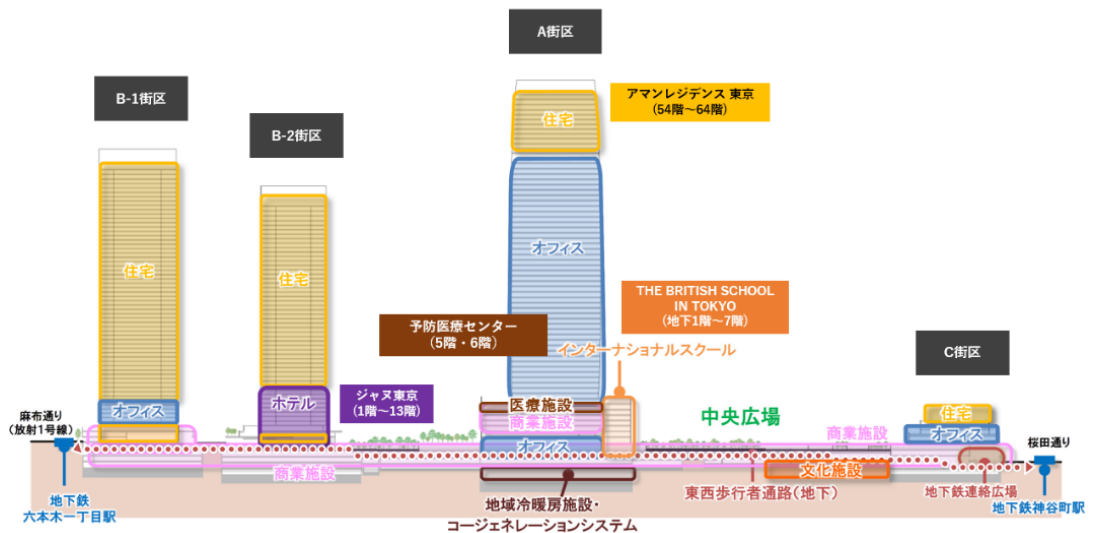 A街区
B-1街区
B-2街区
アマンレジデンス 東京
(54階～64階)
住宅
住宅
住宅
オフィス
THE BRITISH SCHOOL
IN TOKYO
(地下1階～7階)
予防医療センター
(5階・6階)
インターナショナルスクール
C街区
ジャヌ東京
(1階～13階)
ホテル
オフィス
医療施設
商業施設
オフィス
中央広場
住宅
オフィス
商業施設
麻布通り
(放射1号線)
桜田通り
商業施設
文化施設
東西歩行者通路(地下)
地下鉄連絡広場
地下鉄
六本木一丁目駅
地下鉄神谷町駅
地域冷暖房施設・
コージェネレーションシステム